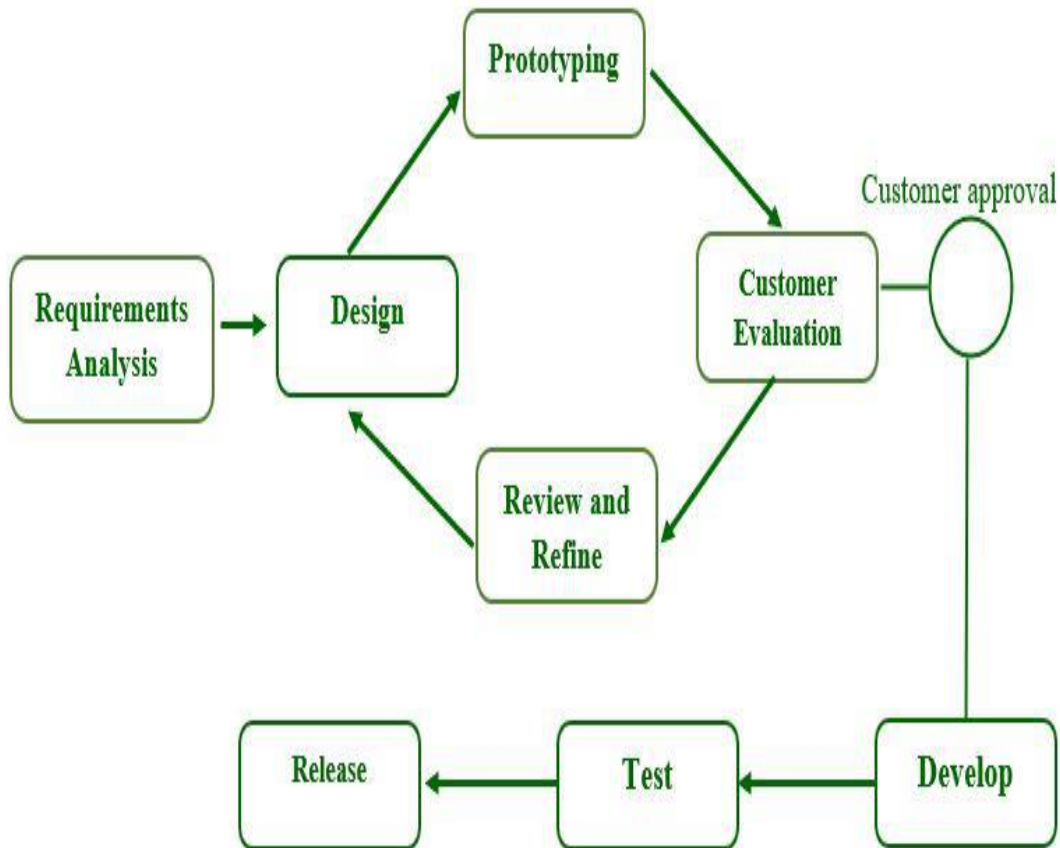 Prototyping
Customer approval
Requirements
Analysis
Design
Customer
Evaluation
Review and
Refine
Release
Test
Develop